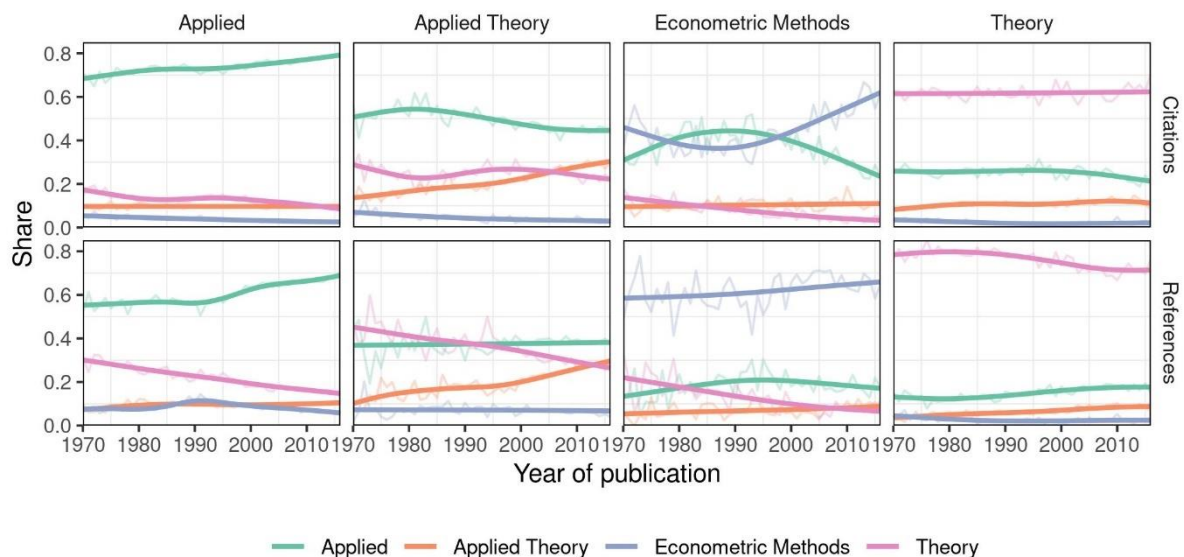 Applied Applied Theory Econometric Methods Theory
0.8
0.6
0.4
0.2
0.0
Citations
Share
0.8
0.6
0.4
0.2
0.0
References
1970 1980 1990 2000 2010 1970 1980 1990 2000 2010 1970 1980 1990 2000 2010 1970 1980 1990 2000 2010
Year of publication
Applied Applied Theory Econometric Methods Theory